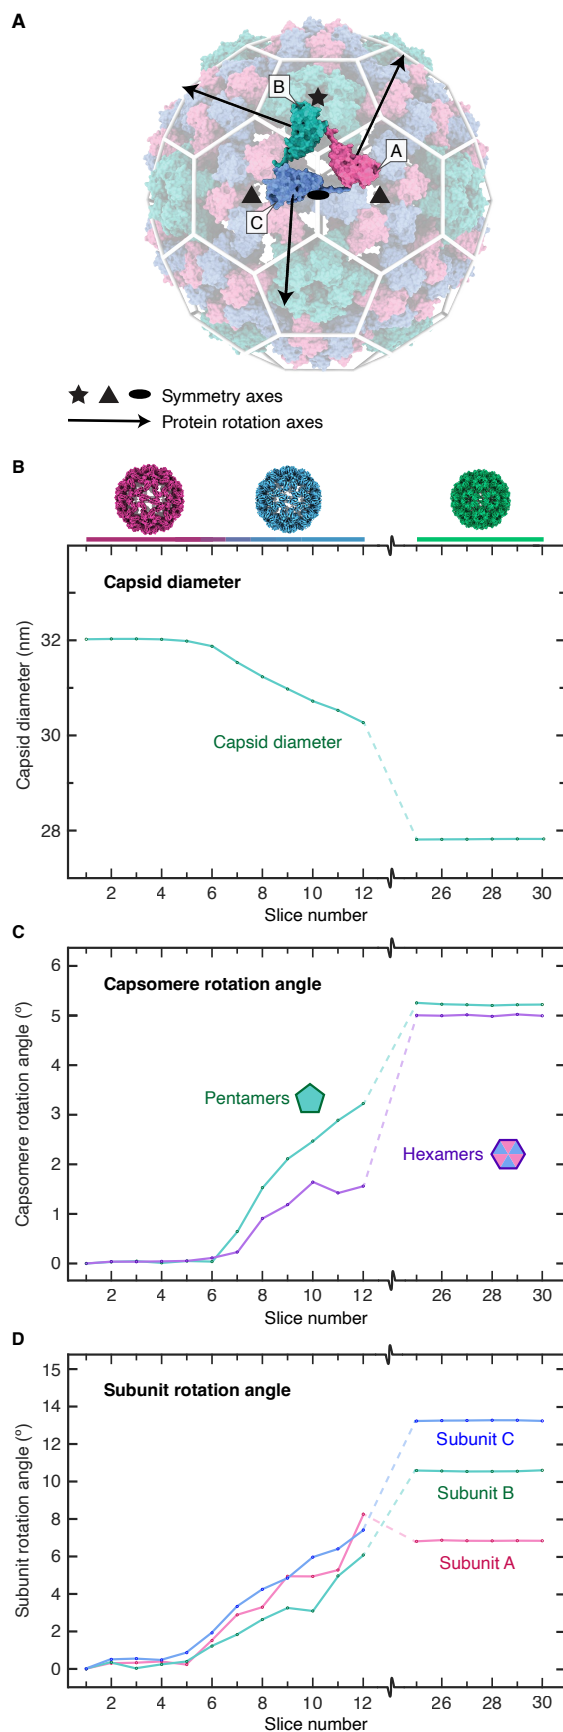 A
B
A
C
Symmetry axes
Protein rotation axes
B
Capsid diameter
32
30
28
Capsid diameter (nm)
Capsid diameter
2 4 6 8 10 12 26 28 30
Slice number
C
Capsomere rotation angle
6
5
4
3
2
1
0
Capsomere rotation angle (º)
Pentamers
Hexamers
2 4 6 8 10 12 26 28 30
Slice number
D
Subunit rotation angle
15
14
12
10
8
6
4
2
0
Subunit rotation angle (º)
Subunit C
Subunit B
Subunit A
2 4 6 8 10 12 26 28 30
Slice number